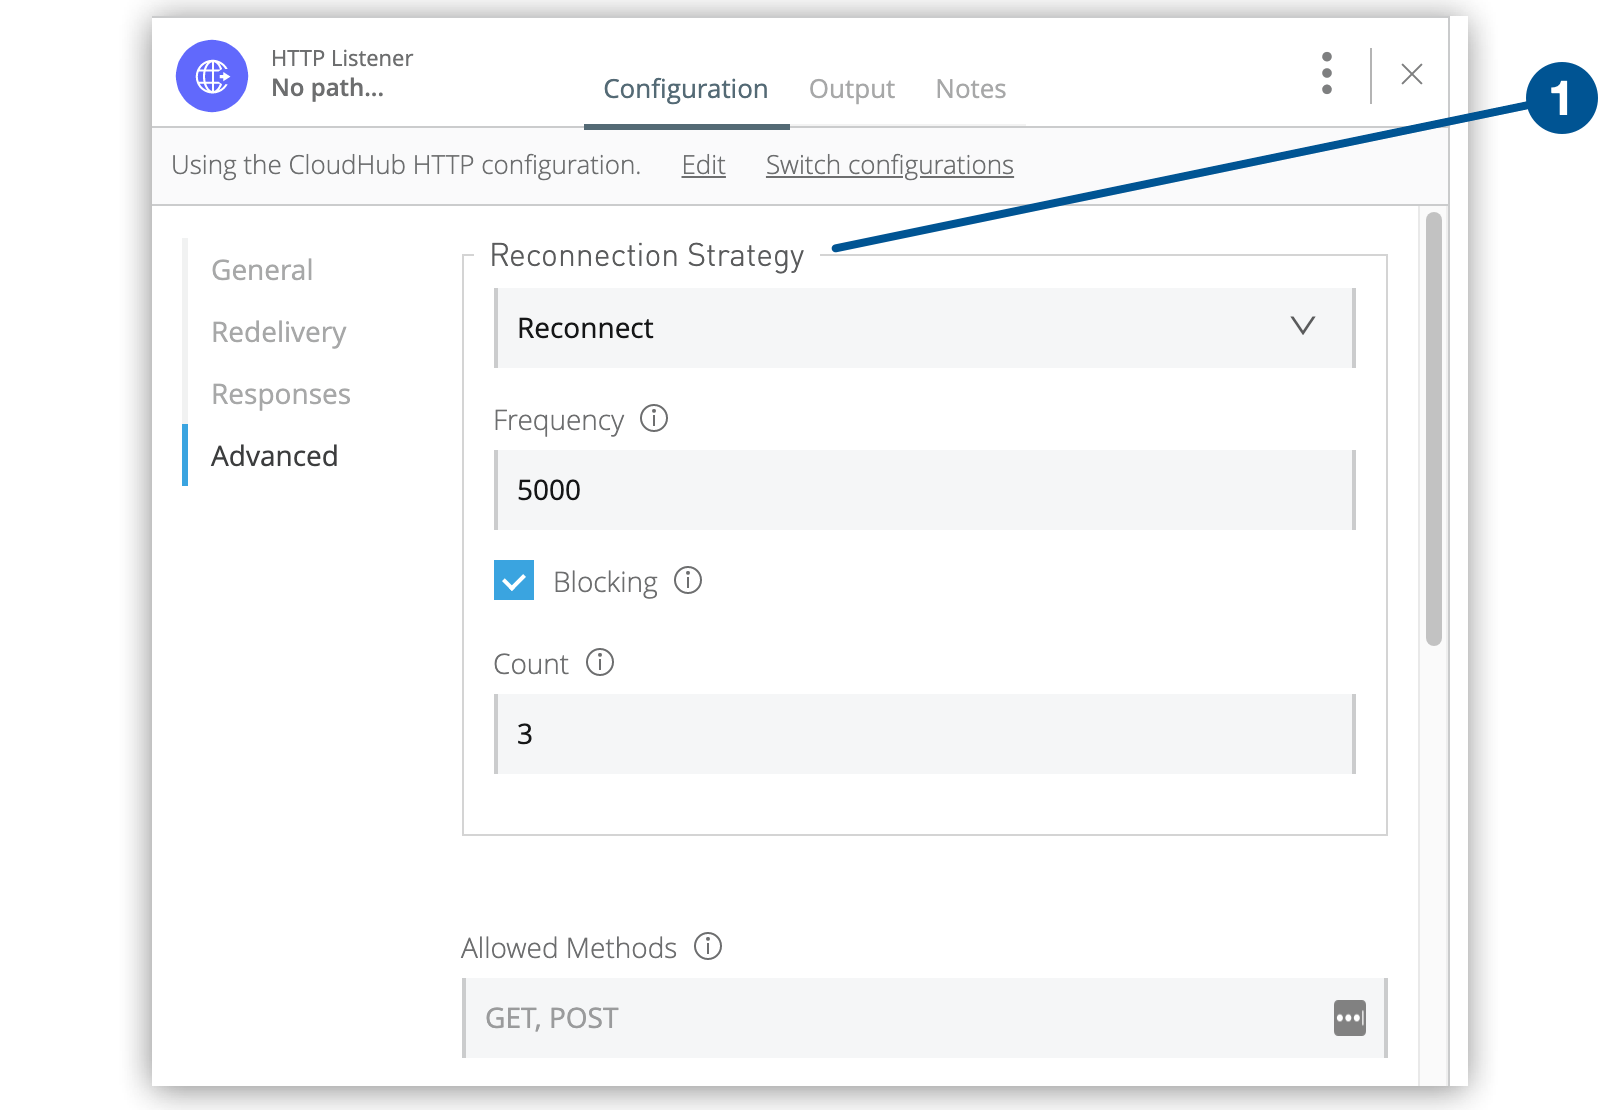 HTTP Listener
No path...
Configuration
Output
Notes
1
Using the CloudHub HTTP configuration.
Edit
Switch configurations
General
Redelivery
Responses
Advanced
Reconnection Strategy
Reconnect
Frequency
5000
Blocking
Count
3
Allowed Methods
GET, POST